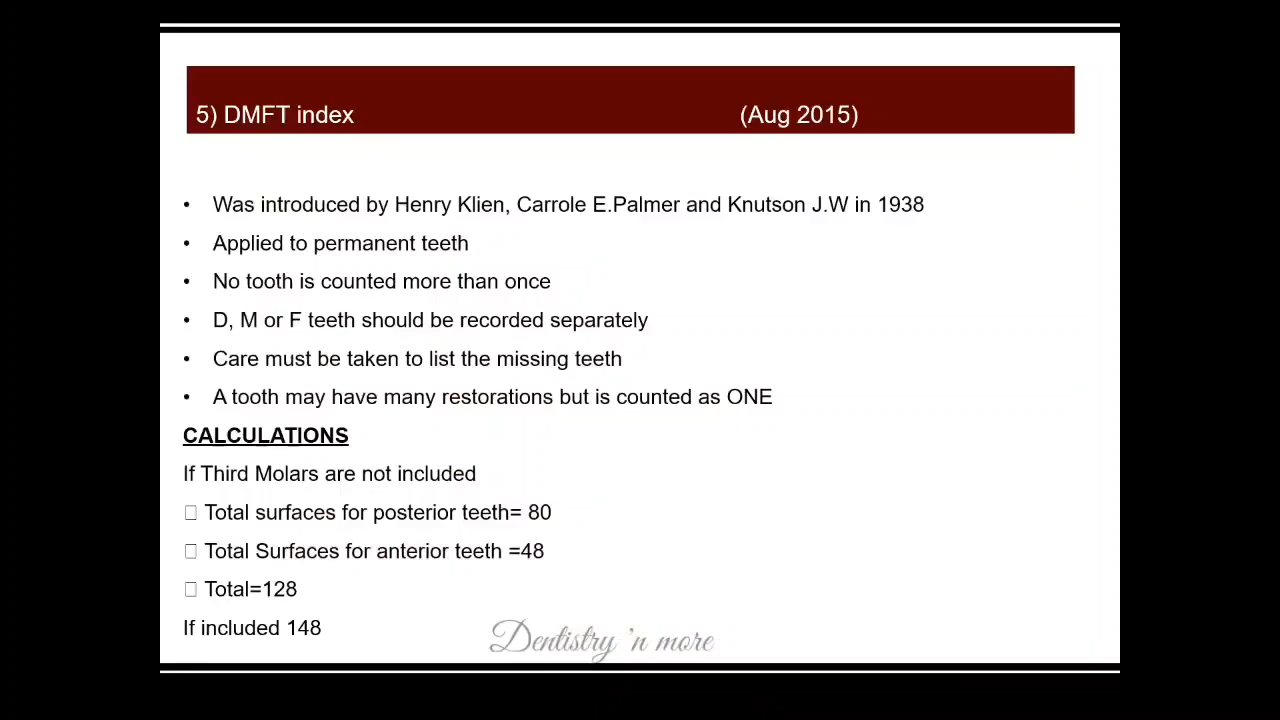 5) DMFT index (Aug 2015)
• Was introduced by Henry Klien, Carrole E.Palmer and Knutson J.W in 1938
• Applied to permanent teeth
• No tooth is counted more than once
• D, M or F teeth should be recorded separately
• Care must be taken to list the missing teeth
• A tooth may have many restorations but is counted as ONE
CALCULATIONS
If Third Molars are not included
□ Total surfaces for posterior teeth= 80
□ Total Surfaces for anterior teeth =48
□ Total=128
If included 148
Dentistry 'n more